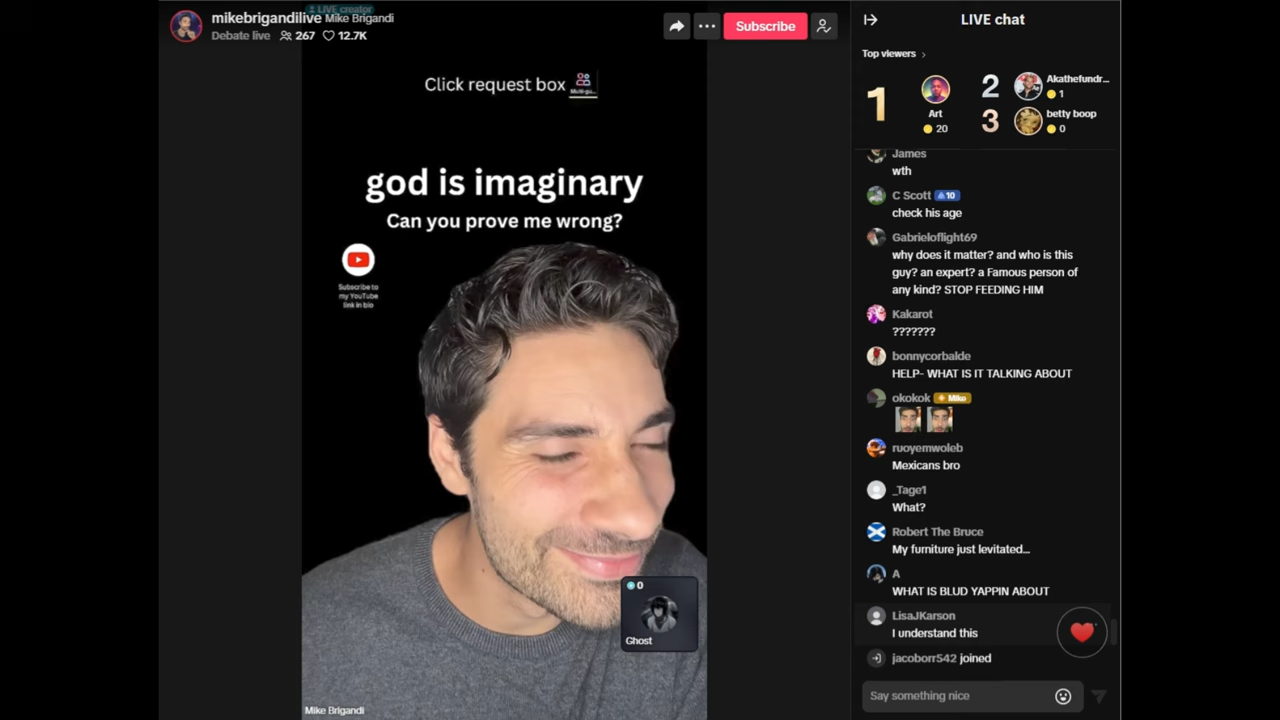 LIVE creator
mikebrigandilive Mike Brigandi
Debate live 267 12.7K
Subscribe
LIVE chat
Click request box
god is imaginary
Can you prove me wrong?
Subscribe to
my YouTube
link in bio
0
Ghost
Mike Brigandi
Top viewers
1
Art
20
2
Akathefundr...
1
3
betty boop
0
James
wth
C Scott 10
check his age
Gabrieloflight69
why does it matter? and who is this
guy? an expert? a Famous person of
any kind? STOP FEEDING HIM
Kakarot
???????
bonnycorbalde
HELP- WHAT IS IT TALKING ABOUT
okokok Mike
ruoyemwoleb
Mexicans bro
_Tage1
What?
Robert The Bruce
My furniture just levitated...
A
WHAT IS BLUD YAPPIN ABOUT
LisaJKarson
I understand this
jacoborr542 joined
Say something nice